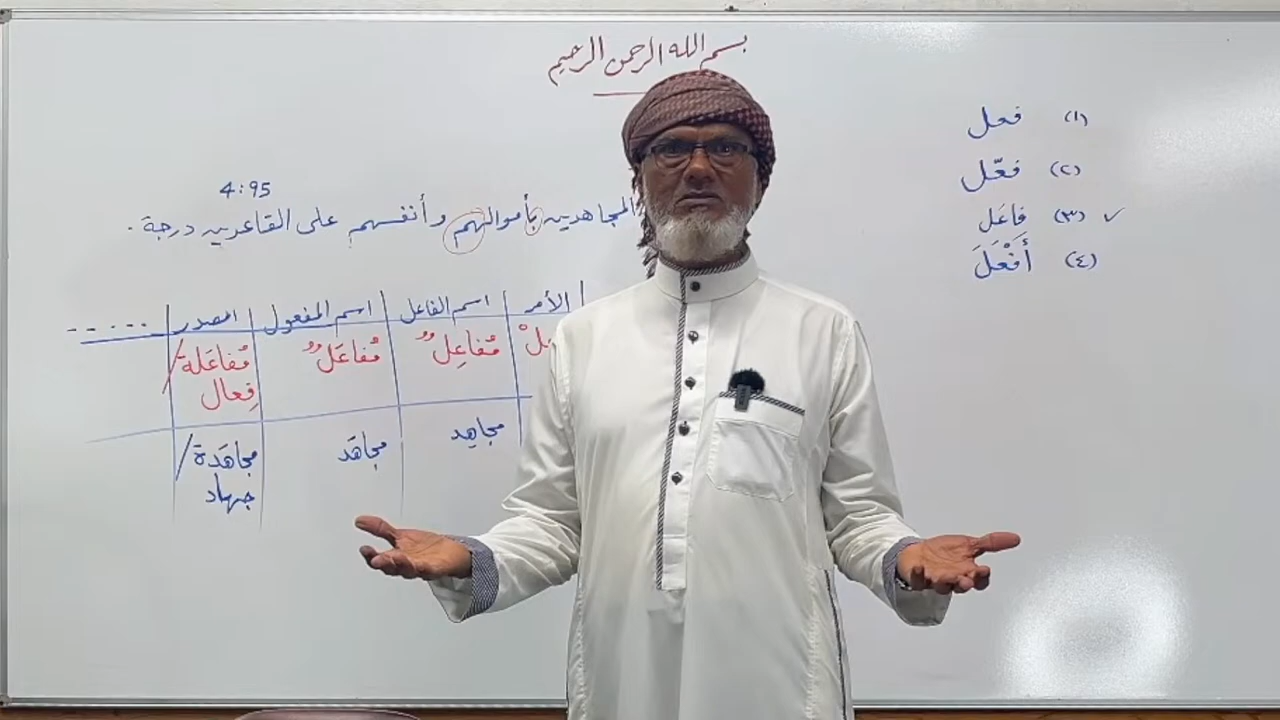 بسم الله الرحمن الرحيم
(١) فعل
(٢) فعّل
(٣) فاعَل ✓
(٤) أَفْعَلَ
4:95
المجاهدين بأموالهم وأنفسهم على القاعدين درجة .
الأمر اسم الفاعل اسم المفعول المصدر .....
مُفاعِلٌ مُفاعَلٌ مُفاعَلة/
فِعال
مجاهِد مجاهَد مجاهَدة/
جهاد